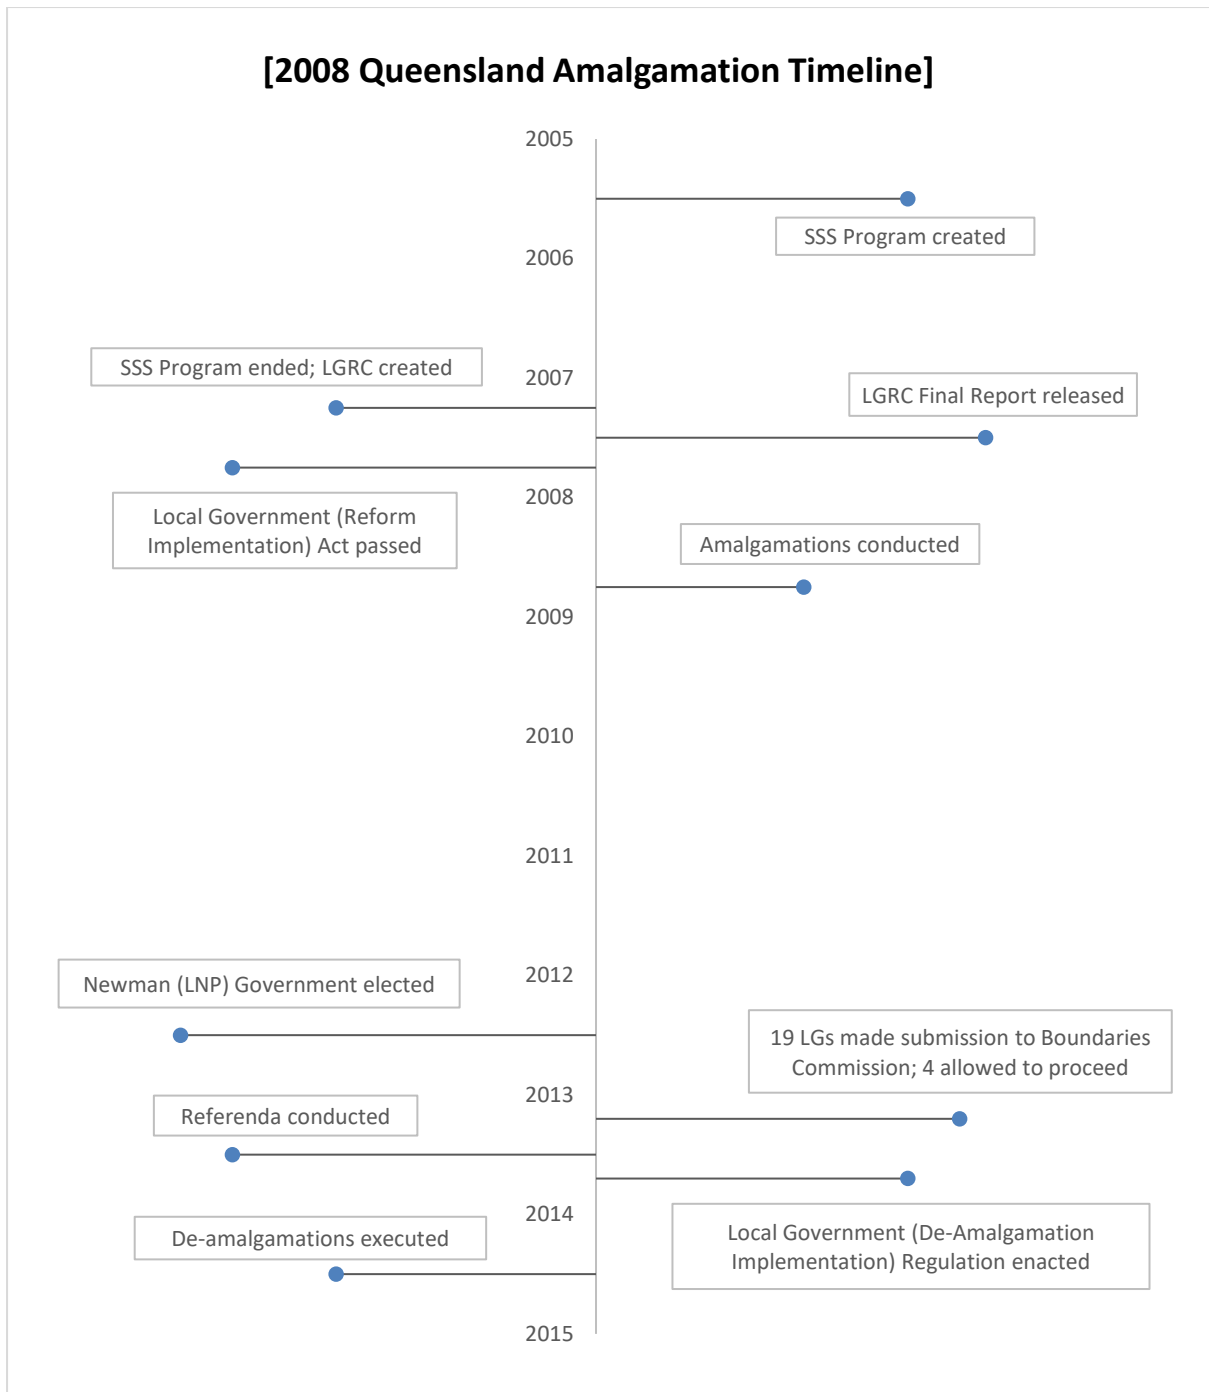 [2008 Queensland Amalgamation Timeline]
2005
SSS Program created
2006
SSS Program ended; LGRC created
2007
LGRC Final Report released
2008
Local Government (Reform
Implementation) Act passed
Amalgamations conducted
2009
2010
2011
2012
Newman (LNP) Government elected
19 LGs made submission to Boundaries
Commission; 4 allowed to proceed
2013
Referenda conducted
2014
De-amalgamations executed
Local Government (De-Amalgamation
Implementation) Regulation enacted
2015